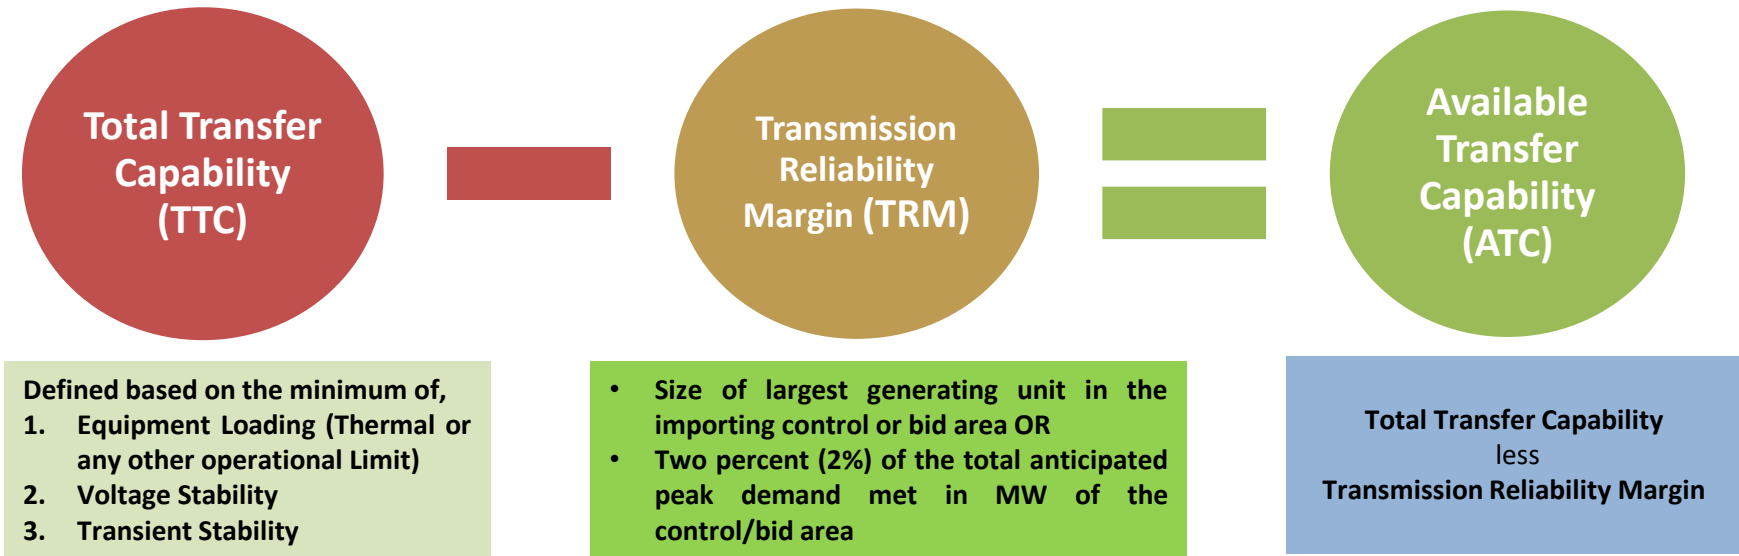 Total Transfer
Capability
(TTC)
Transmission
Reliability
Margin (TRM)
Available
Transfer
Capability
(ATC)
Defined based on the minimum of,
1. Equipment Loading (Thermal or
any other operational Limit)
2. Voltage Stability
3. Transient Stability
• Size of largest generating unit in the
importing control or bid area OR
• Two percent (2%) of the total anticipated
peak demand met in MW of the
control/bid area
Total Transfer Capability
less
Transmission Reliability Margin